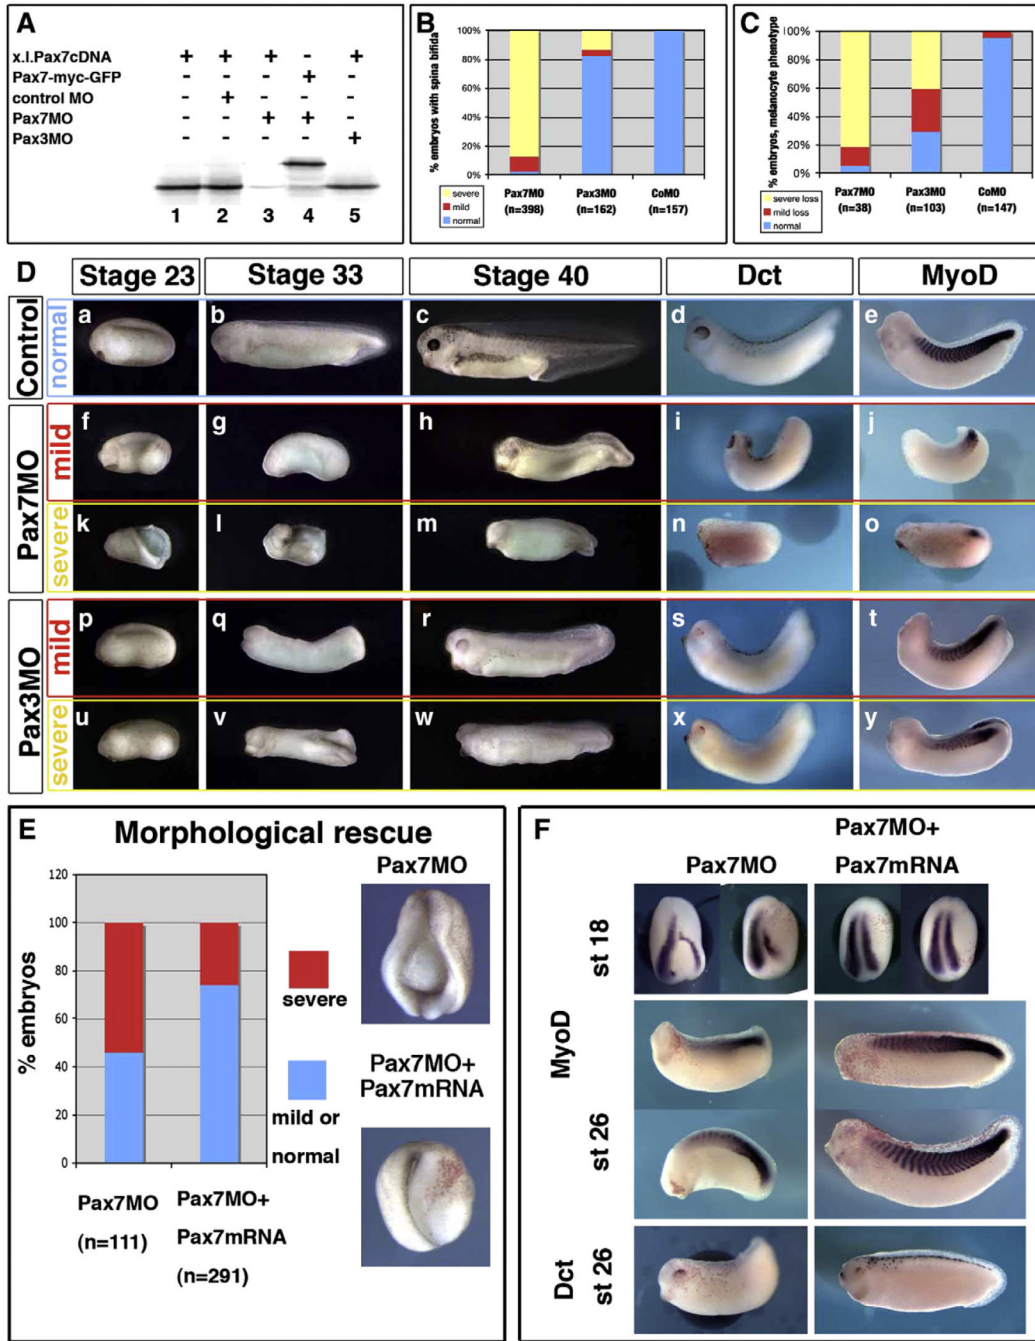 A
x.l.Pax7cDNA + + + - +
Pax7-myc-GFP - - - + -
control MO - + - - -
Pax7MO - - + + -
Pax3MO - - - - +
1 2 3 4 5
B
% embryos with spina bifida
100%
80%
60%
40%
20%
0%
severe
mild
normal
Pax7MO Pax3MO CoMO
(n=398) (n=162) (n=157)
C
% embryos, melanocyte phenotype
100%
80%
60%
40%
20%
0%
severe loss
mild loss
normal
Pax7MO Pax3MO CoMO
(n=38) (n=103) (n=147)
D Stage 23 Stage 33 Stage 40 Dct MyoD
Control
normal
a b c d e
Pax7MO
mild
f g h i j
severe
k l m n o
Pax3MO
mild
p q r s t
severe
u v w x y
E Morphological rescue
% embryos
120
100
80
60
40
20
0
Pax7MO
(n=111)
Pax7MO+
Pax7mRNA
(n=291)
severe
mild or
normal
Pax7MO
Pax7MO+
Pax7mRNA
F
Pax7MO
Pax7MO+
Pax7mRNA
st 18
MyoD
st 26
Dct
st 26